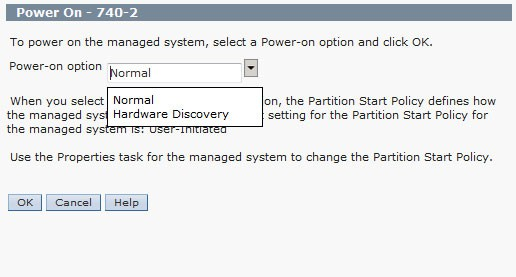 Power On - 740-2
To power on the managed system, select a Power-on option and click OK.
Power-on option Normal
Normal
Hardware Discovery
When you select on, the Partition Start Policy defines how
the managed syst setting for the Partition Start Policy for
the managed system is: User-Initiated
Use the Properties task for the managed system to change the Partition Start Policy.
OK Cancel Help